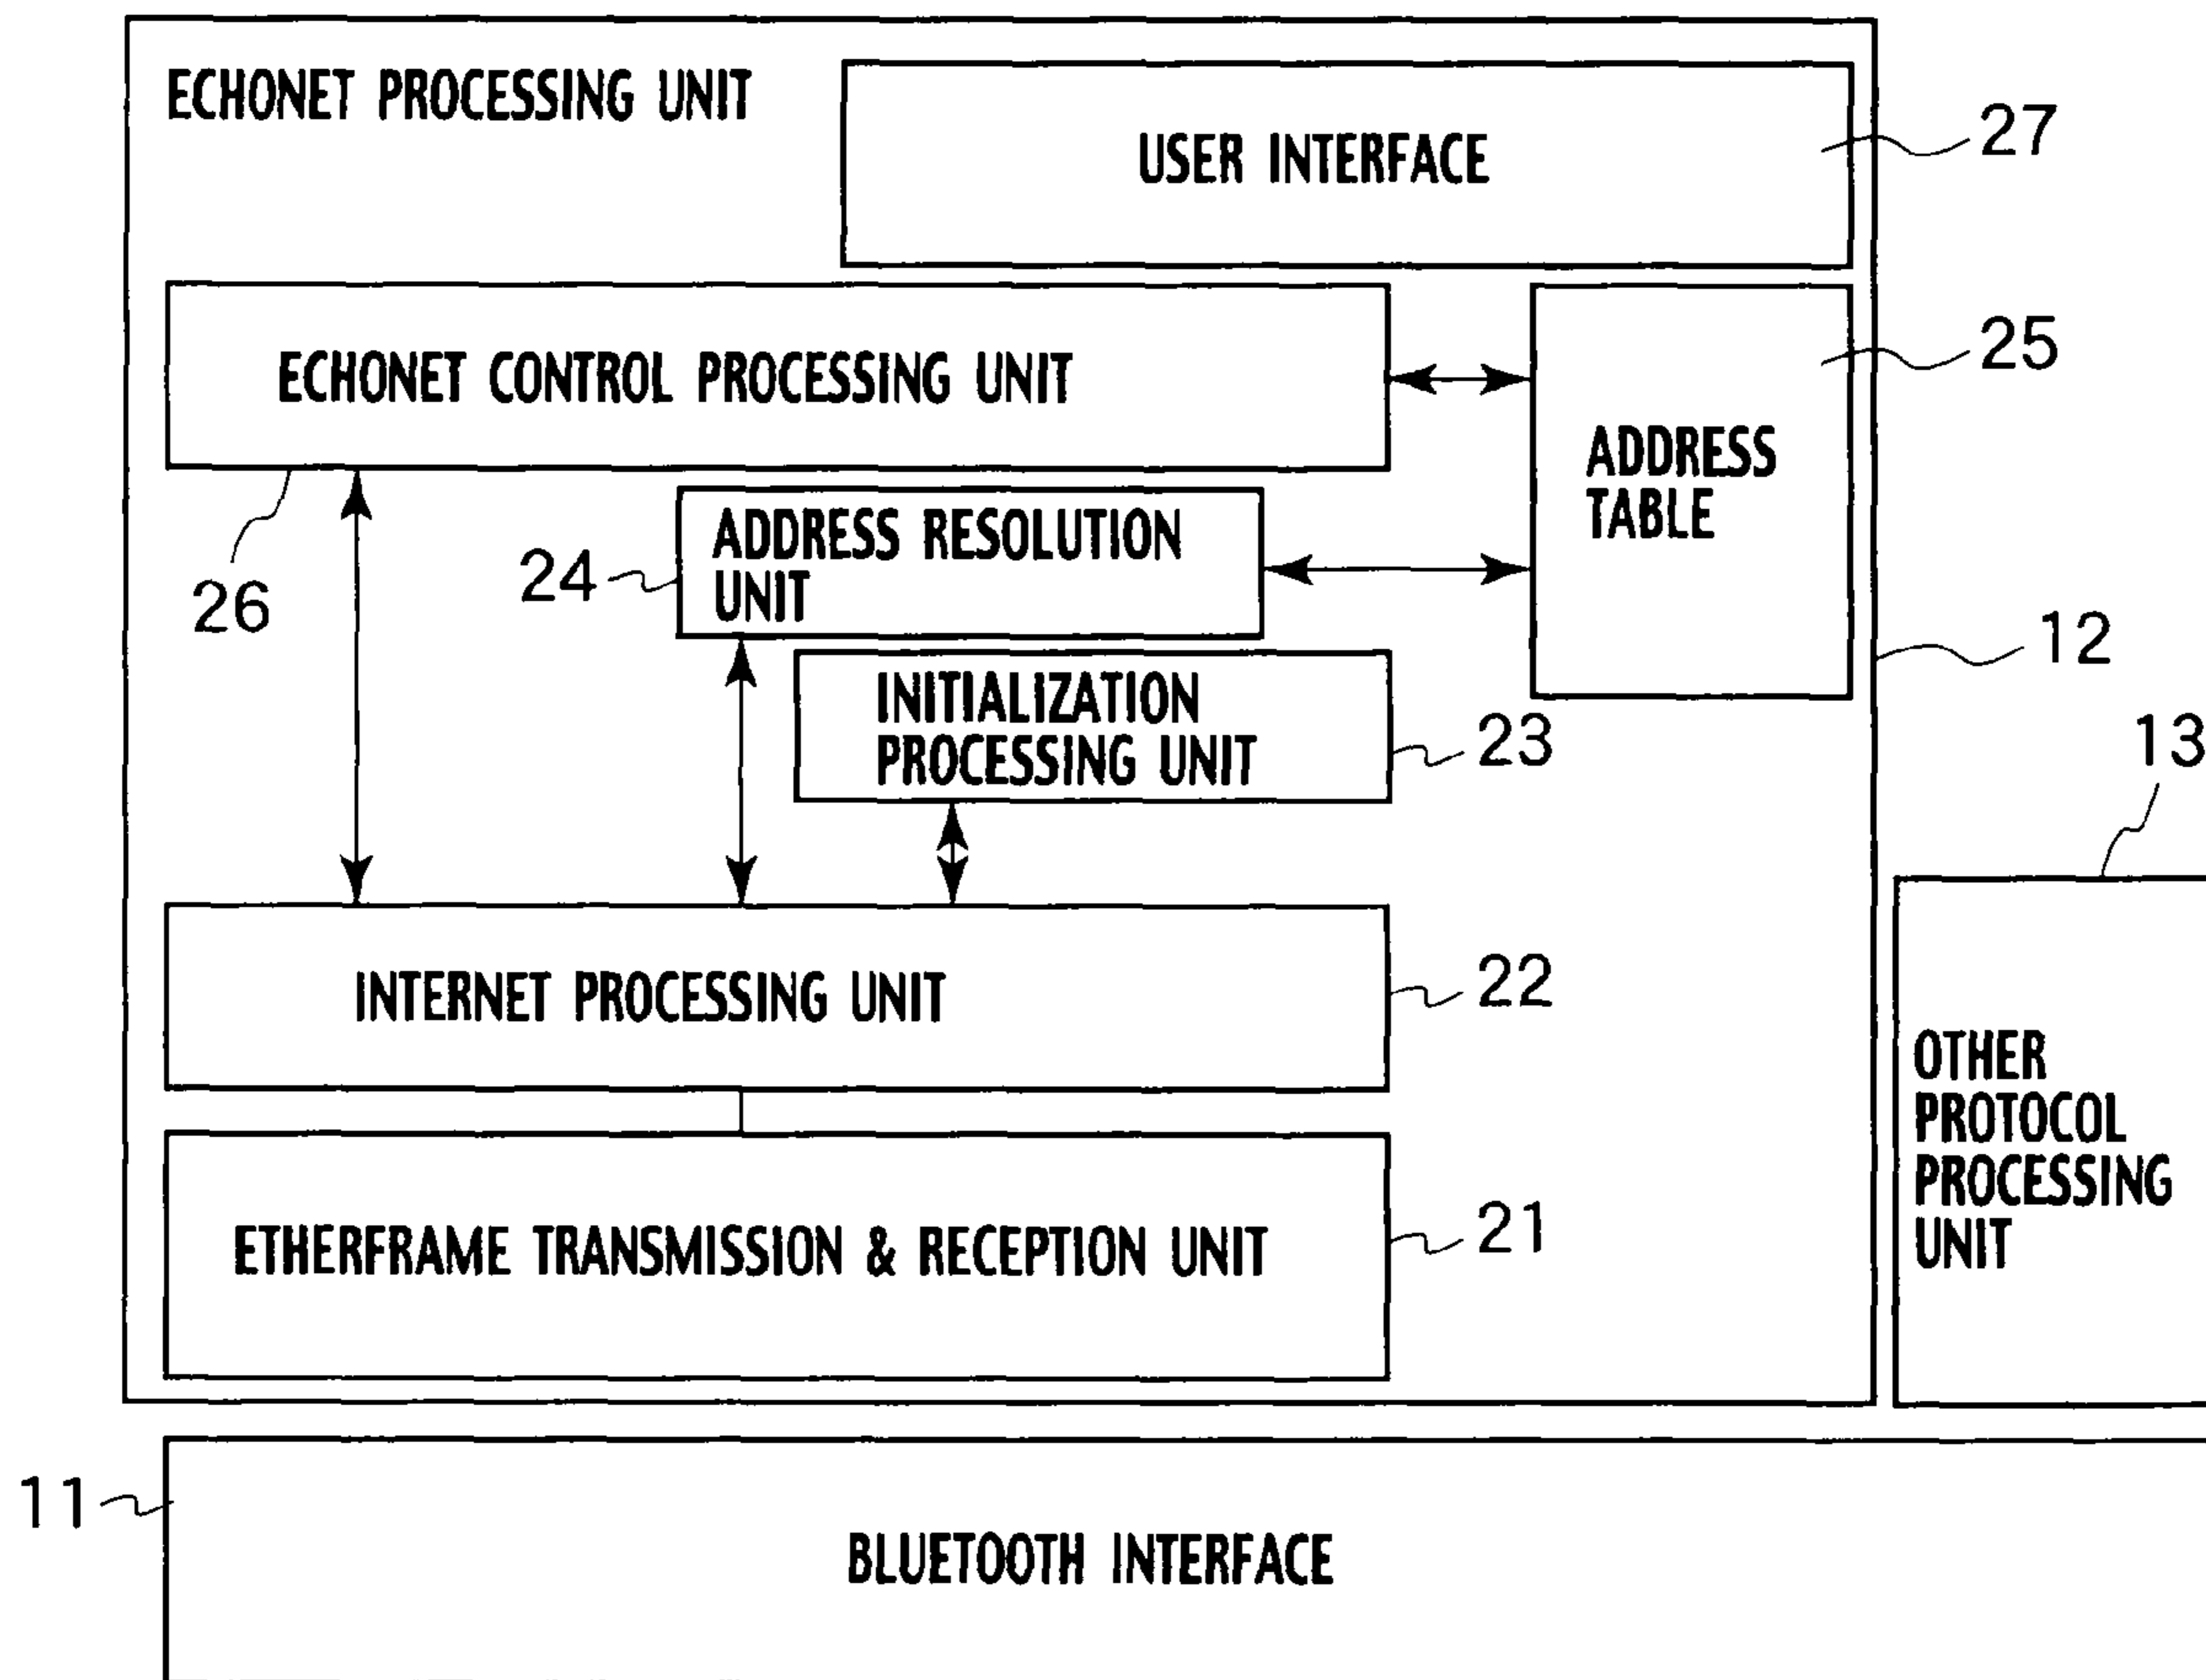 ECHONET PROCESSING UNIT
USER INTERFACE
27
ECHONET CONTROL PROCESSING UNIT
25
ADDRESS
TABLE
26
24
ADDRESS RESOLUTION
UNIT
12
INITIALIZATION
PROCESSING UNIT
23
13
INTERNET PROCESSING UNIT
22
OTHER
PROTOCOL
PROCESSING
UNIT
ETHERFRAME TRANSMISSION & RECEPTION UNIT
21
11
BLUETOOTH INTERFACE